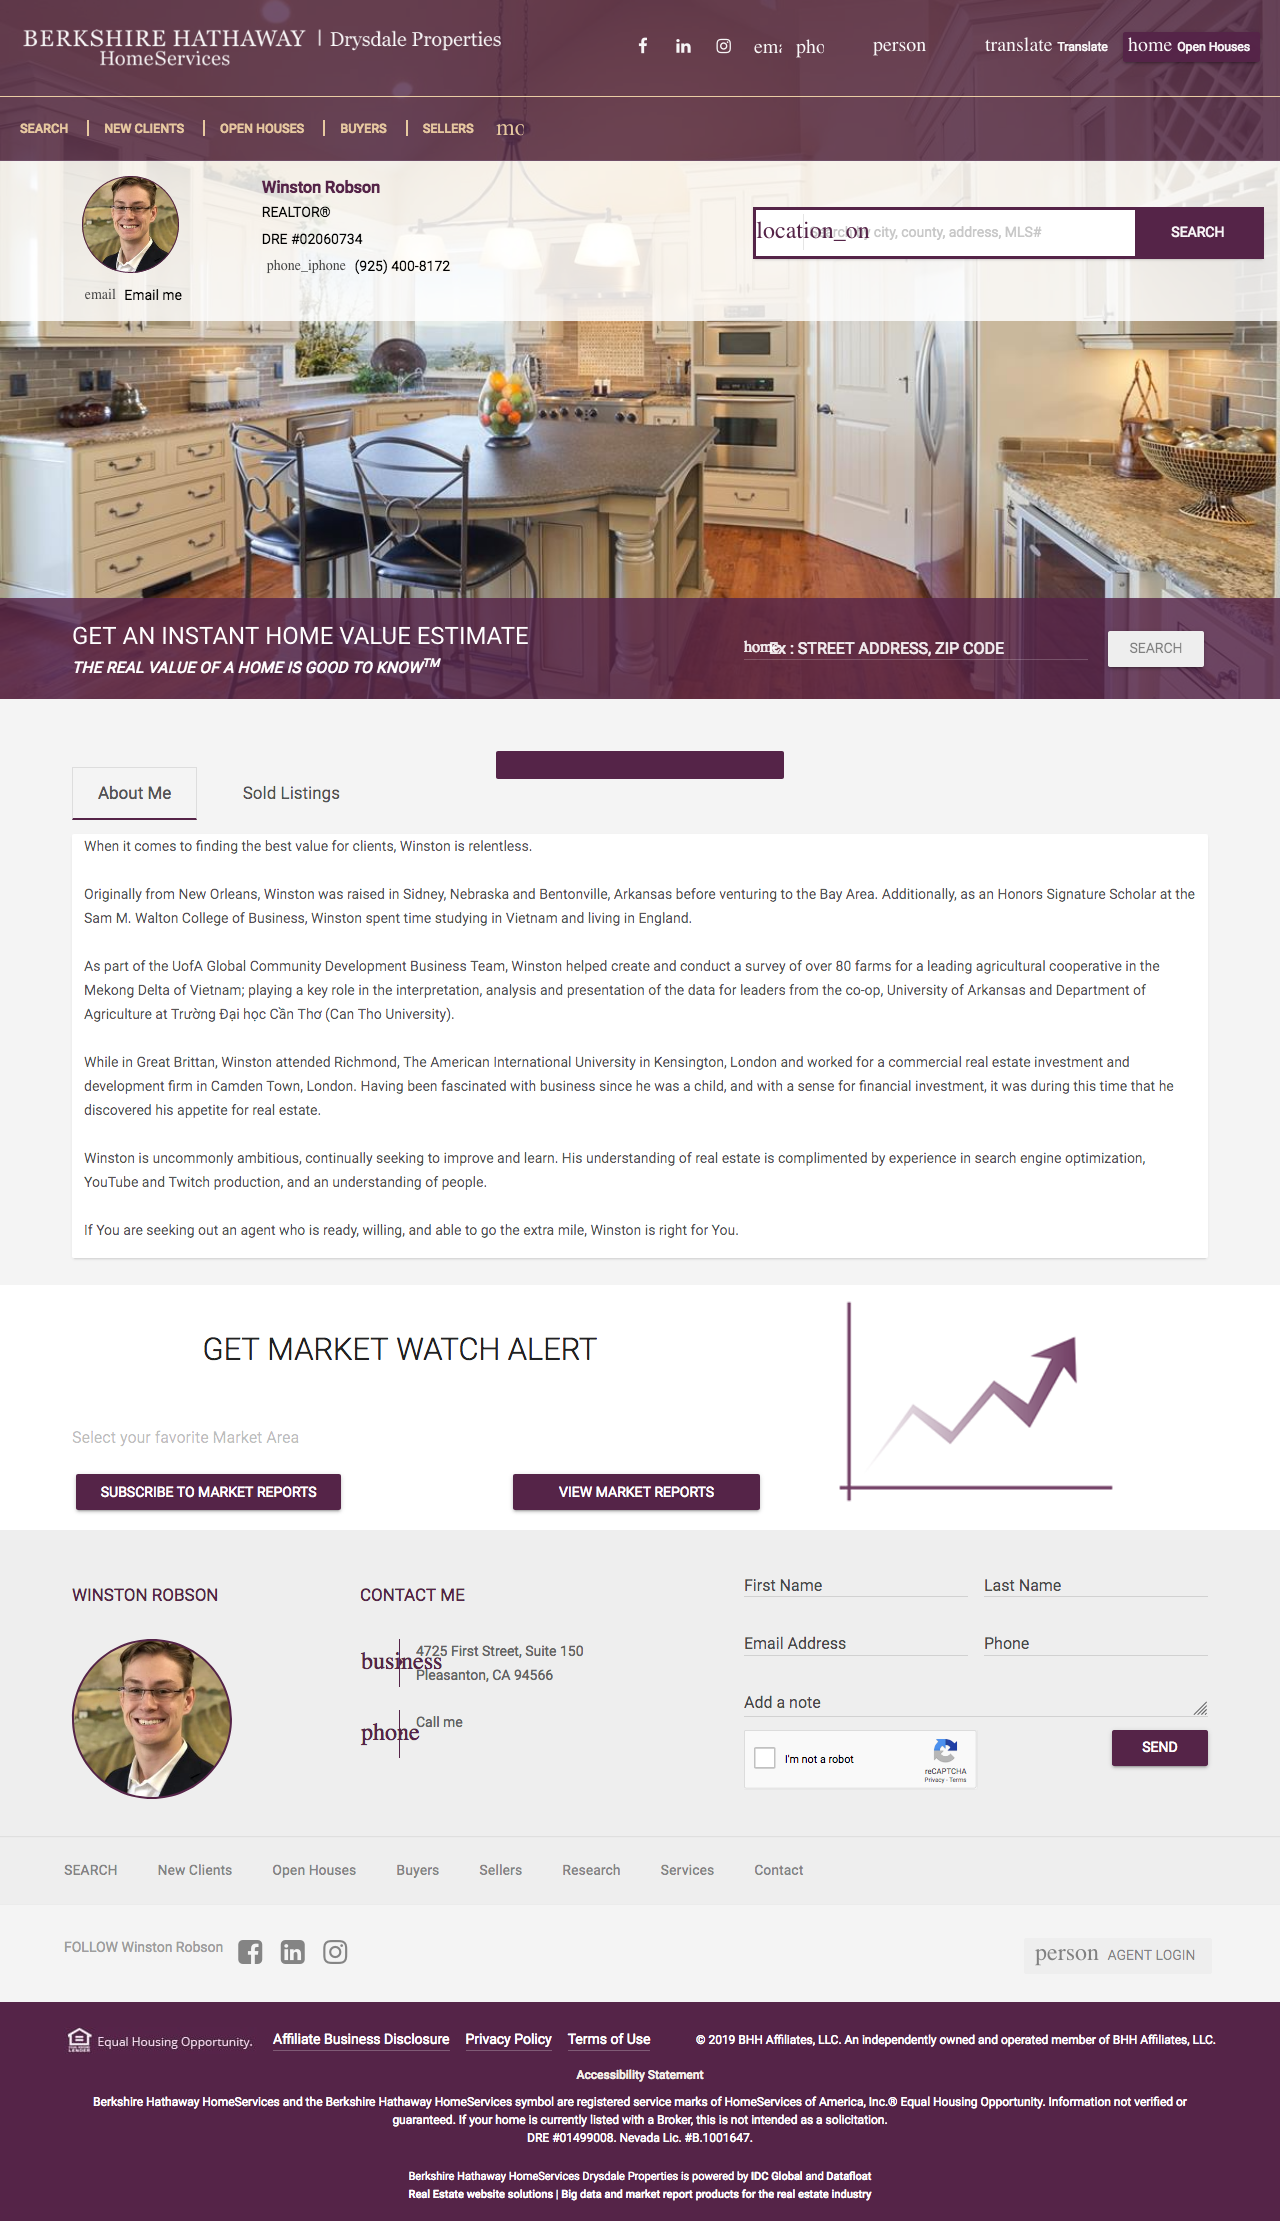 BERKSHIRE HATHAWAY | Drysdale Properties
HomeServices
person
translate Translate
home Open Houses
SEARCH
NEW CLIENTS
OPEN HOUSES
BUYERS
SELLERS
Winston Robson
REALTOR®
DRE #02060734
phone_iphone (925) 400-8172
email Email me
location_on
city, county, address, MLS#
SEARCH
GET AN INSTANT HOME VALUE ESTIMATE
THE REAL VALUE OF A HOME IS GOOD TO KNOW™
home
Ex : STREET ADDRESS, ZIP CODE
SEARCH
About Me
Sold Listings
When it comes to finding the best value for clients, Winston is relentless.
Originally from New Orleans, Winston was raised in Sidney, Nebraska and Bentonville, Arkansas before venturing to the Bay Area. Additionally, as an Honors Signature Scholar at the
Sam M. Walton College of Business, Winston spent time studying in Vietnam and living in England.
As part of the UofA Global Community Development Business Team, Winston helped create and conduct a survey of over 80 farms for a leading agricultural cooperative in the
Mekong Delta of Vietnam; playing a key role in the interpretation, analysis and presentation of the data for leaders from the co-op, University of Arkansas and Department of
Agriculture at Trường Đại học Cần Thơ (Can Tho University).
While in Great Brittan, Winston attended Richmond, The American International University in Kensington, London and worked for a commercial real estate investment and
development firm in Camden Town, London. Having been fascinated with business since he was a child, and with a sense for financial investment, it was during this time that he
discovered his appetite for real estate.
Winston is uncommonly ambitious, continually seeking to improve and learn. His understanding of real estate is complimented by experience in search engine optimization,
YouTube and Twitch production, and an understanding of people.
If You are seeking out an agent who is ready, willing, and able to go the extra mile, Winston is right for You.
GET MARKET WATCH ALERT
Select your favorite Market Area
SUBSCRIBE TO MARKET REPORTS
VIEW MARKET REPORTS
WINSTON ROBSON
CONTACT ME
business
4725 First Street, Suite 150
Pleasanton, CA 94566
phone
Call me
First Name
Last Name
Email Address
Phone
Add a note
I'm not a robot
reCAPTCHA
Privacy - Terms
SEND
SEARCH
New Clients
Open Houses
Buyers
Sellers
Research
Services
Contact
FOLLOW Winston Robson
person AGENT LOGIN
Equal Housing Opportunity.
Affiliate Business Disclosure
Privacy Policy
Terms of Use
© 2019 BHH Affiliates, LLC. An independently owned and operated member of BHH Affiliates, LLC.
Accessibility Statement
Berkshire Hathaway HomeServices and the Berkshire Hathaway HomeServices symbol are registered service marks of HomeServices of America, Inc.® Equal Housing Opportunity. Information not verified or
guaranteed. If your home is currently listed with a Broker, this is not intended as a solicitation.
DRE #01499008. Nevada Lic. #B.1001647.
Berkshire Hathaway HomeServices Drysdale Properties is powered by IDC Global and Datafloat
Real Estate website solutions | Big data and market report products for the real estate industry